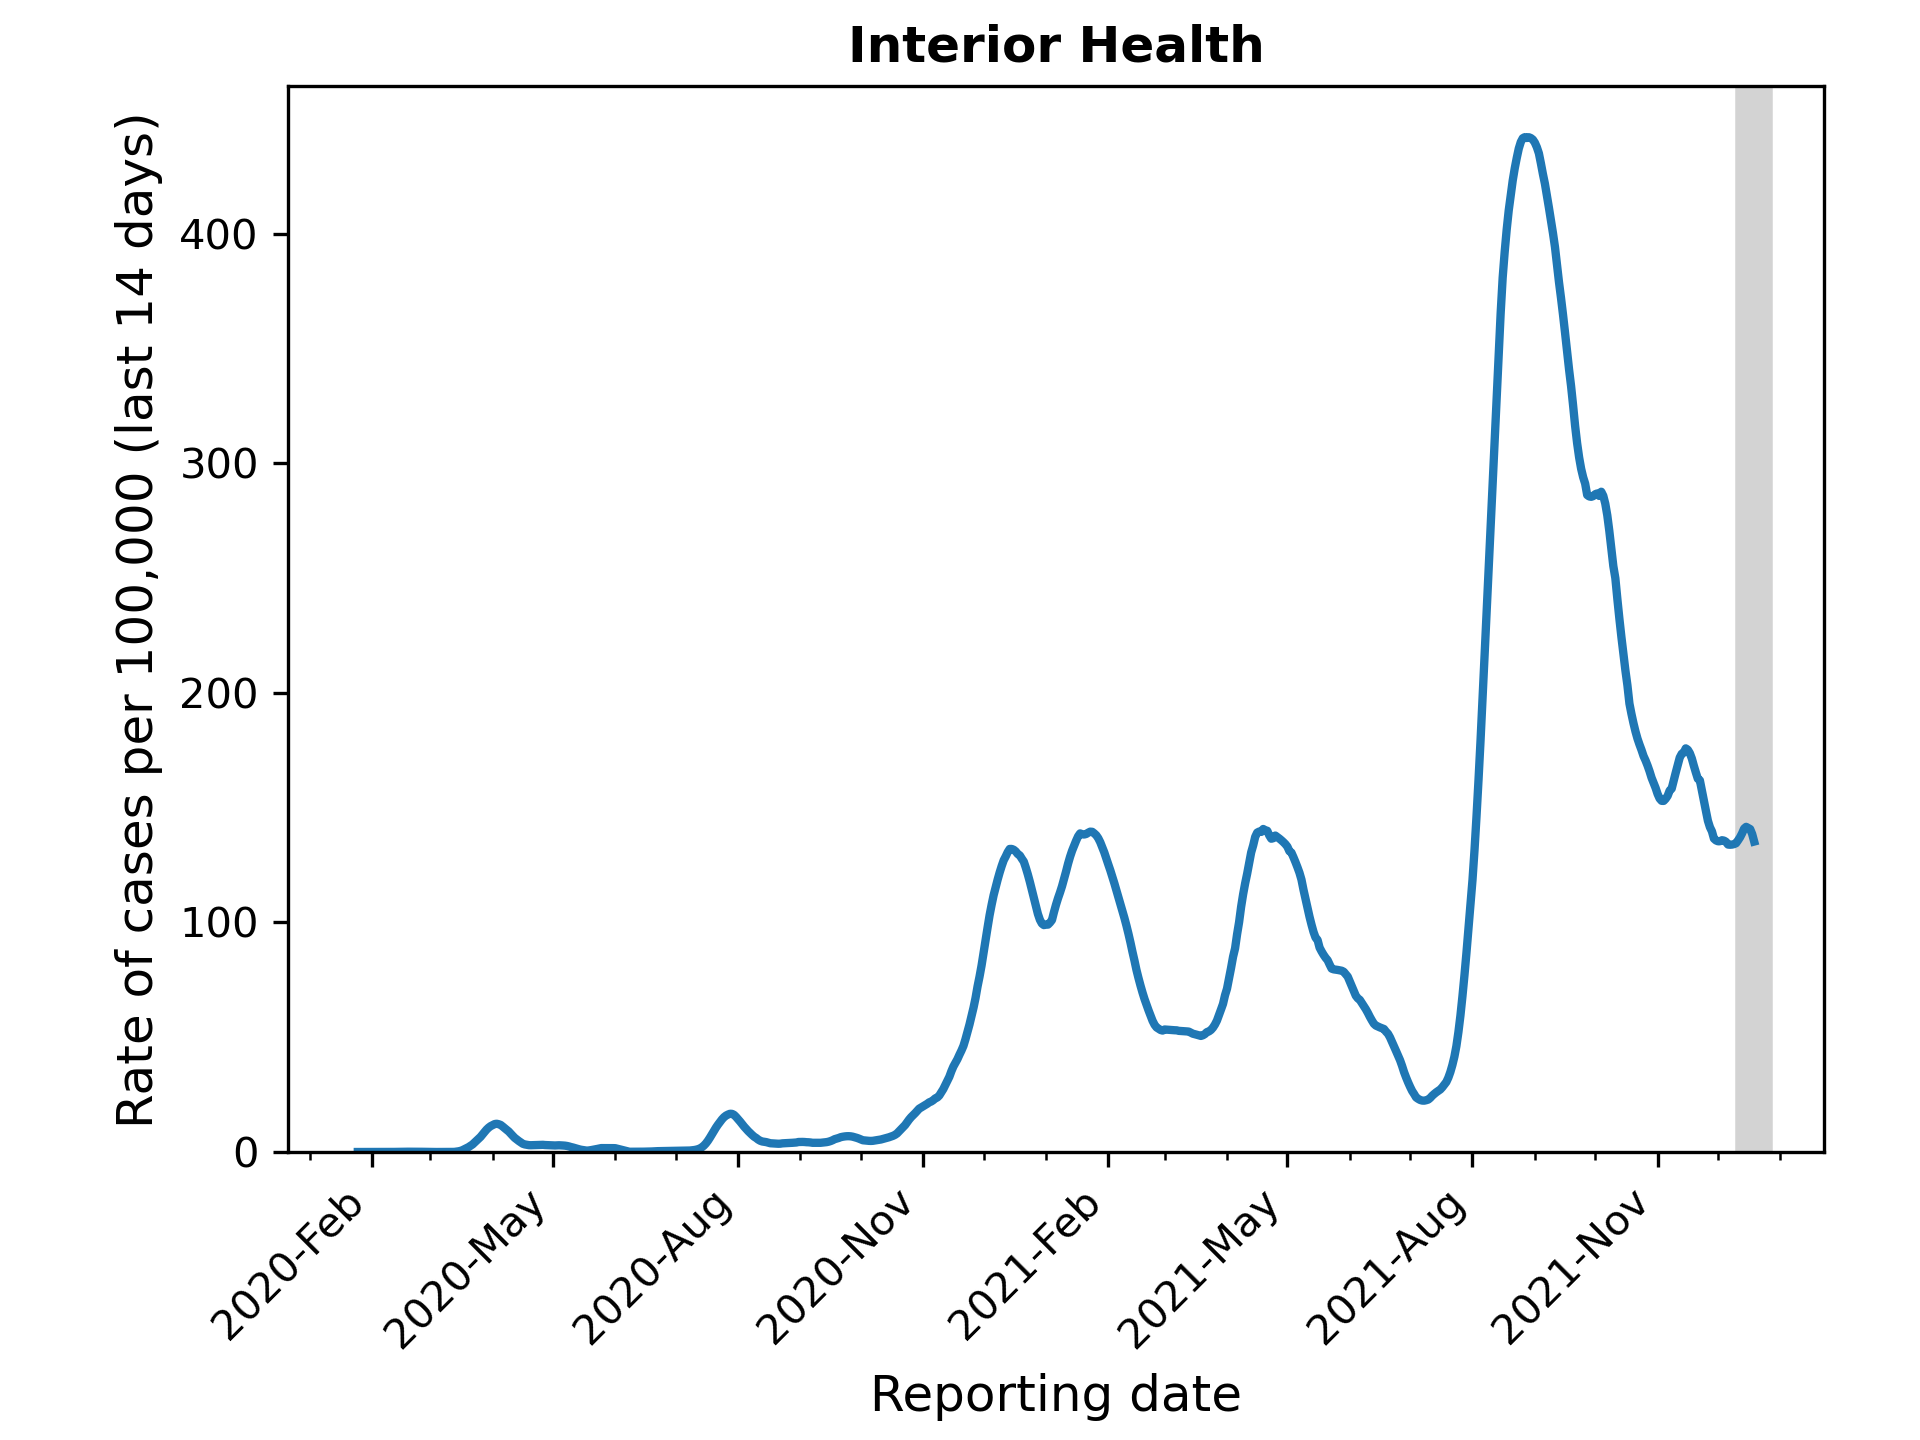 Interior Health
Rate of cases per 100,000 (last 14 days)
400
300
200
100
0
2020-Feb
2020-May
2020-Aug
2020-Nov
2021-Feb
2021-May
2021-Aug
2021-Nov
Reporting date